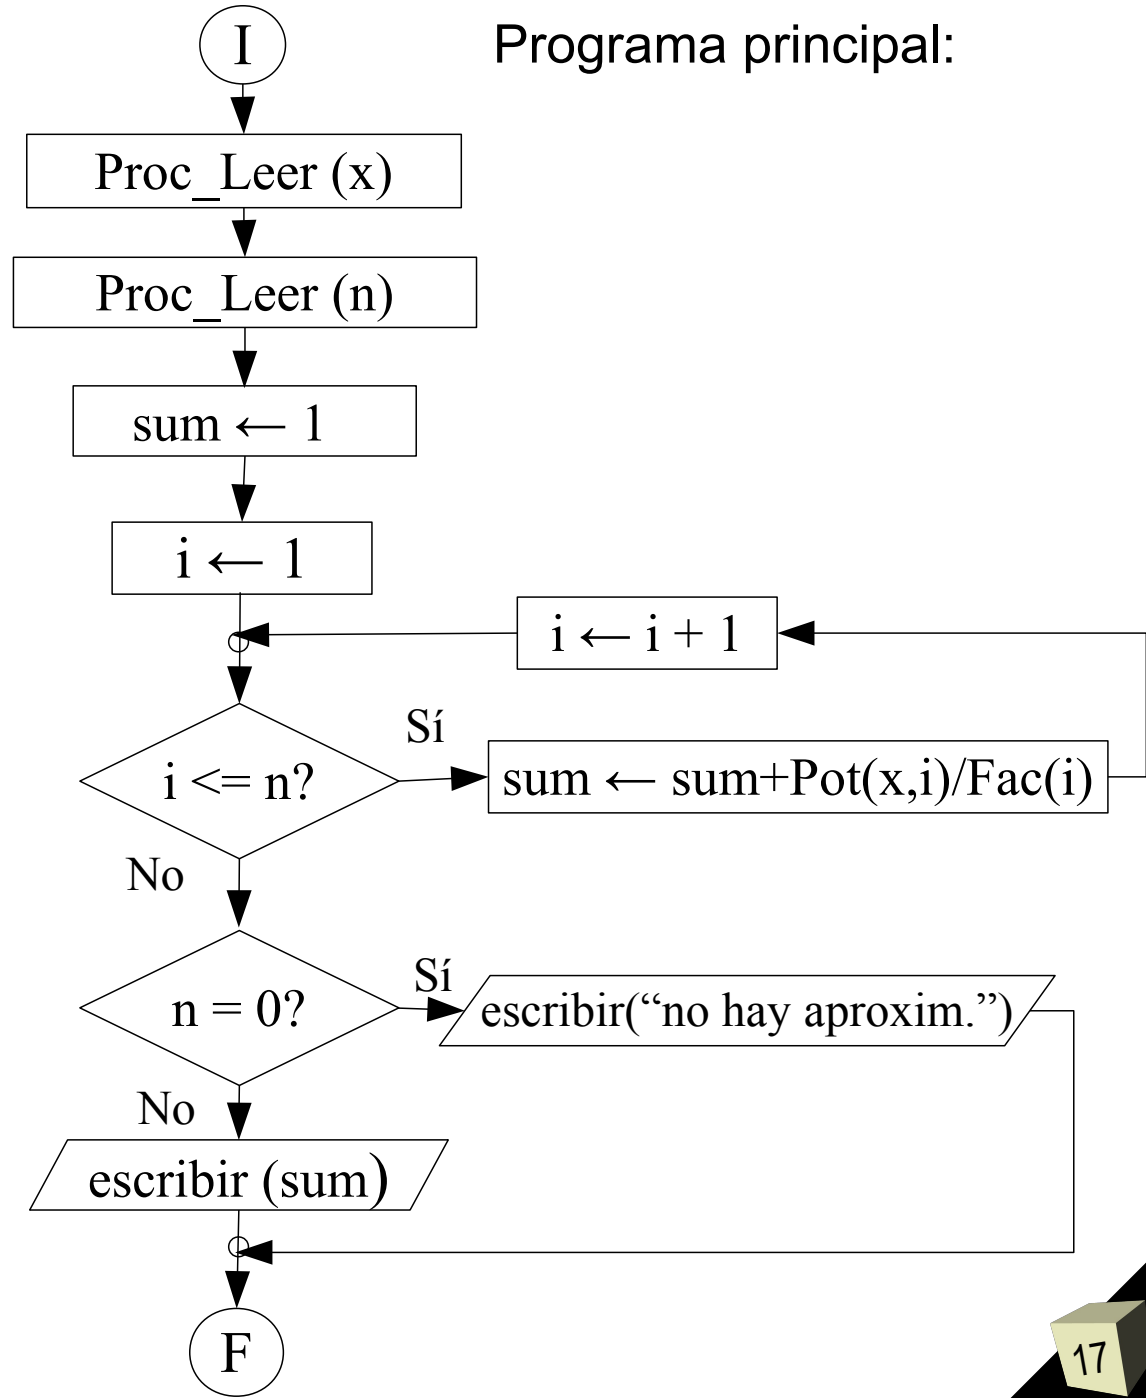 I
Programa principal:
Proc_Leer (x)
Proc_Leer (n)
sum ← 1
i ← 1
i ← i + 1
i <= n?
Sí
sum ← sum+Pot(x,i)/Fac(i)
No
n = 0?
Sí
escribir(“no hay aproxim.”)
No
escribir (sum)
F
17